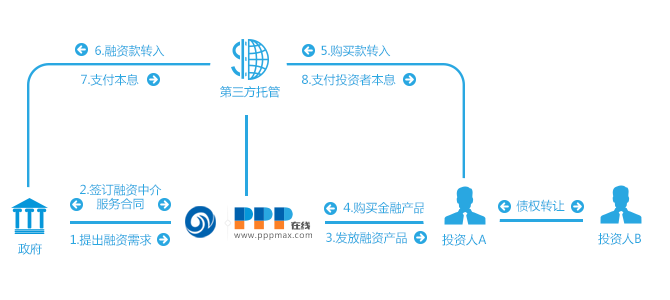 6.融资款转入
5.购买款转入
7.支付本息
8.支付投资者本息
第三方托管
2.签订融资中介
服务合同
1.提出融资需求
PPP在线
www.pppmax.com
4.购买金融产品
3.发放融资产品
债权转让
政府
投资人A
投资人B